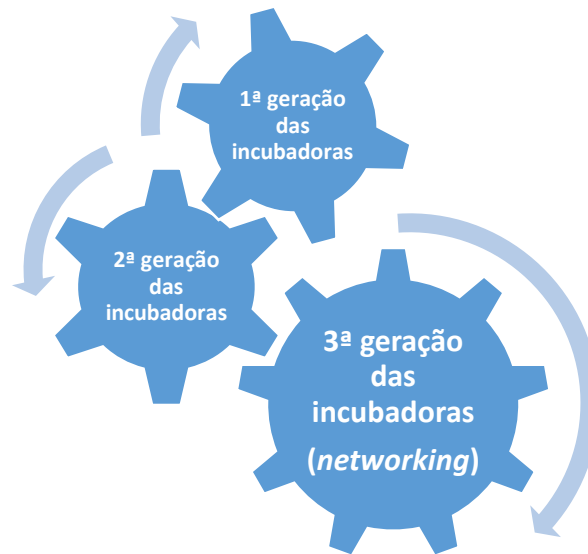 1ª geração
das
incubadoras
2ª geração
das
incubadoras
3ª geração
das
incubadoras
(networking)